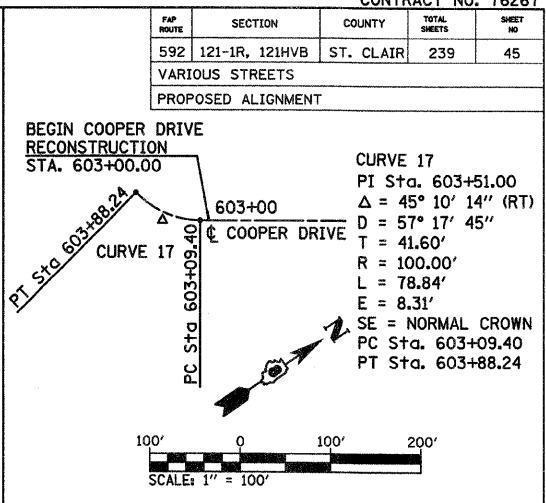 CONTRACT NO. 76267
FAP ROUTE SECTION COUNTY TOTAL SHEETS SHEET NO
592 121-1R, 121HVB ST. CLAIR 239 45
VARIOUS STREETS
PROPOSED ALIGNMENT
BEGIN COOPER DRIVE
RECONSTRUCTION
STA. 603+00.00
603+00
℄ COOPER DRIVE
PT Sta 603+88.24
CURVE 17
PC Sta 603+09.40
CURVE 17
PI Sta. 603+51.00
Δ = 45° 10' 14" (RT)
D = 57° 17' 45"
T = 41.60'
R = 100.00'
L = 78.84'
E = 8.31'
SE = NORMAL CROWN
PC Sta. 603+09.40
PT Sta. 603+88.24
N
100' 0 100' 200'
SCALE: 1" = 100'